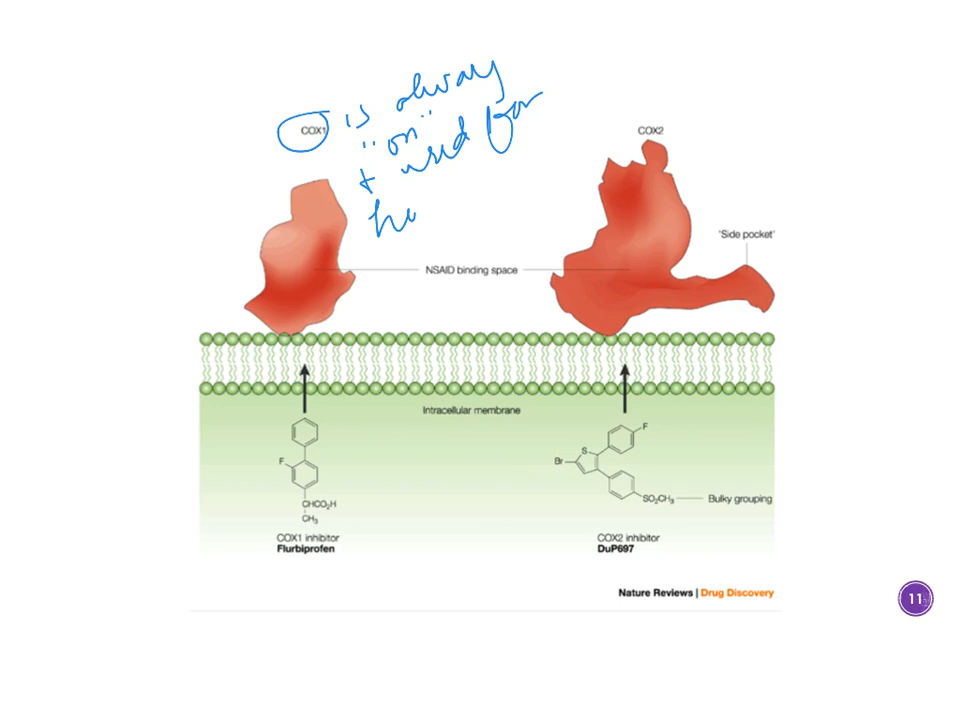 is always
COX1
"on"
+ used for
COX2
'Side pocket'
NSAID binding space
Intracellular membrane
F
F
S
Br
CHCO₂H
CH₃
SO₂CH₃
Bulky grouping
COX1 inhibitor
Flurbiprofen
COX2 inhibitor
DuP697
Nature Reviews | Drug Discovery
11